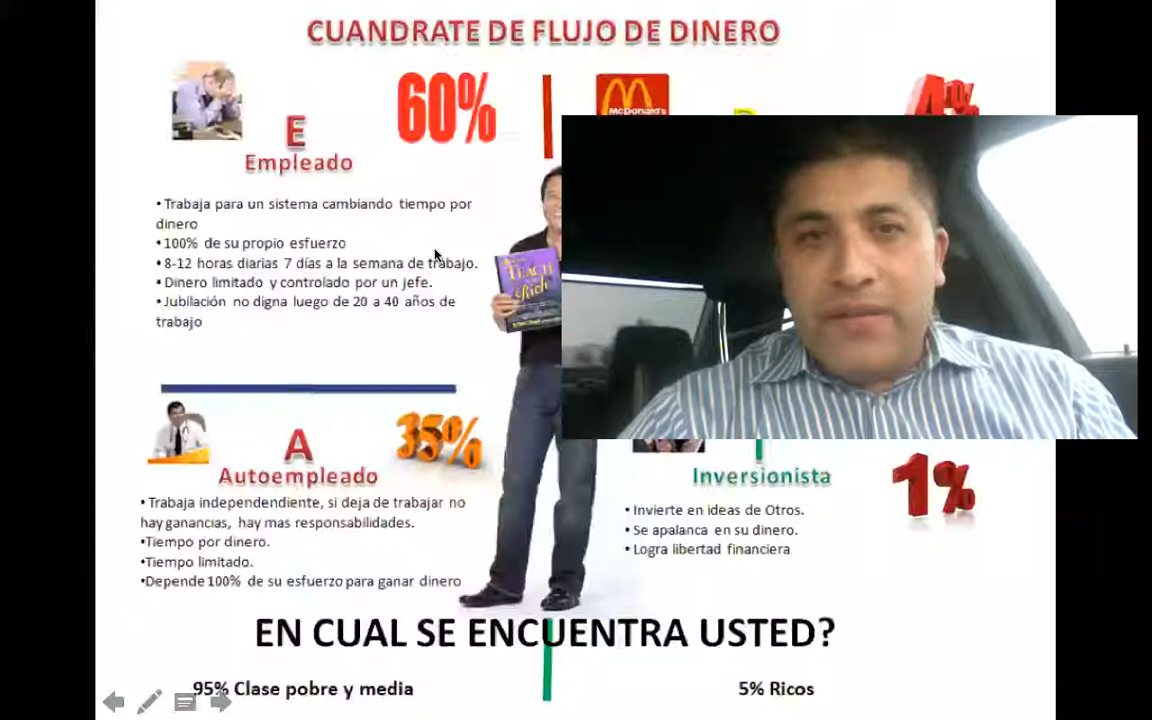 CUANDRATE DE FLUJO DE DINERO
60%
McDonald's
4%
E
Empleado
• Trabaja para un sistema cambiando tiempo por
dinero
• 100% de su propio esfuerzo
• 8-12 horas diarias 7 días a la semana de trabajo.
• Dinero limitado y controlado por un jefe.
• Jubilación no digna luego de 20 a 40 años de
trabajo
TEACH
Rich
A
35%
Autoempleado
• Trabaja independendiente, si deja de trabajar no
hay ganancias, hay mas responsabilidades.
•Tiempo por dinero.
•Tiempo limitado.
•Depende 100% de su esfuerzo para ganar dinero
Inversionista
1%
• Invierte en ideas de Otros.
• Se apalanca en su dinero.
• Logra libertad financiera
EN CUAL SE ENCUENTRA USTED?
95% Clase pobre y media
5% Ricos